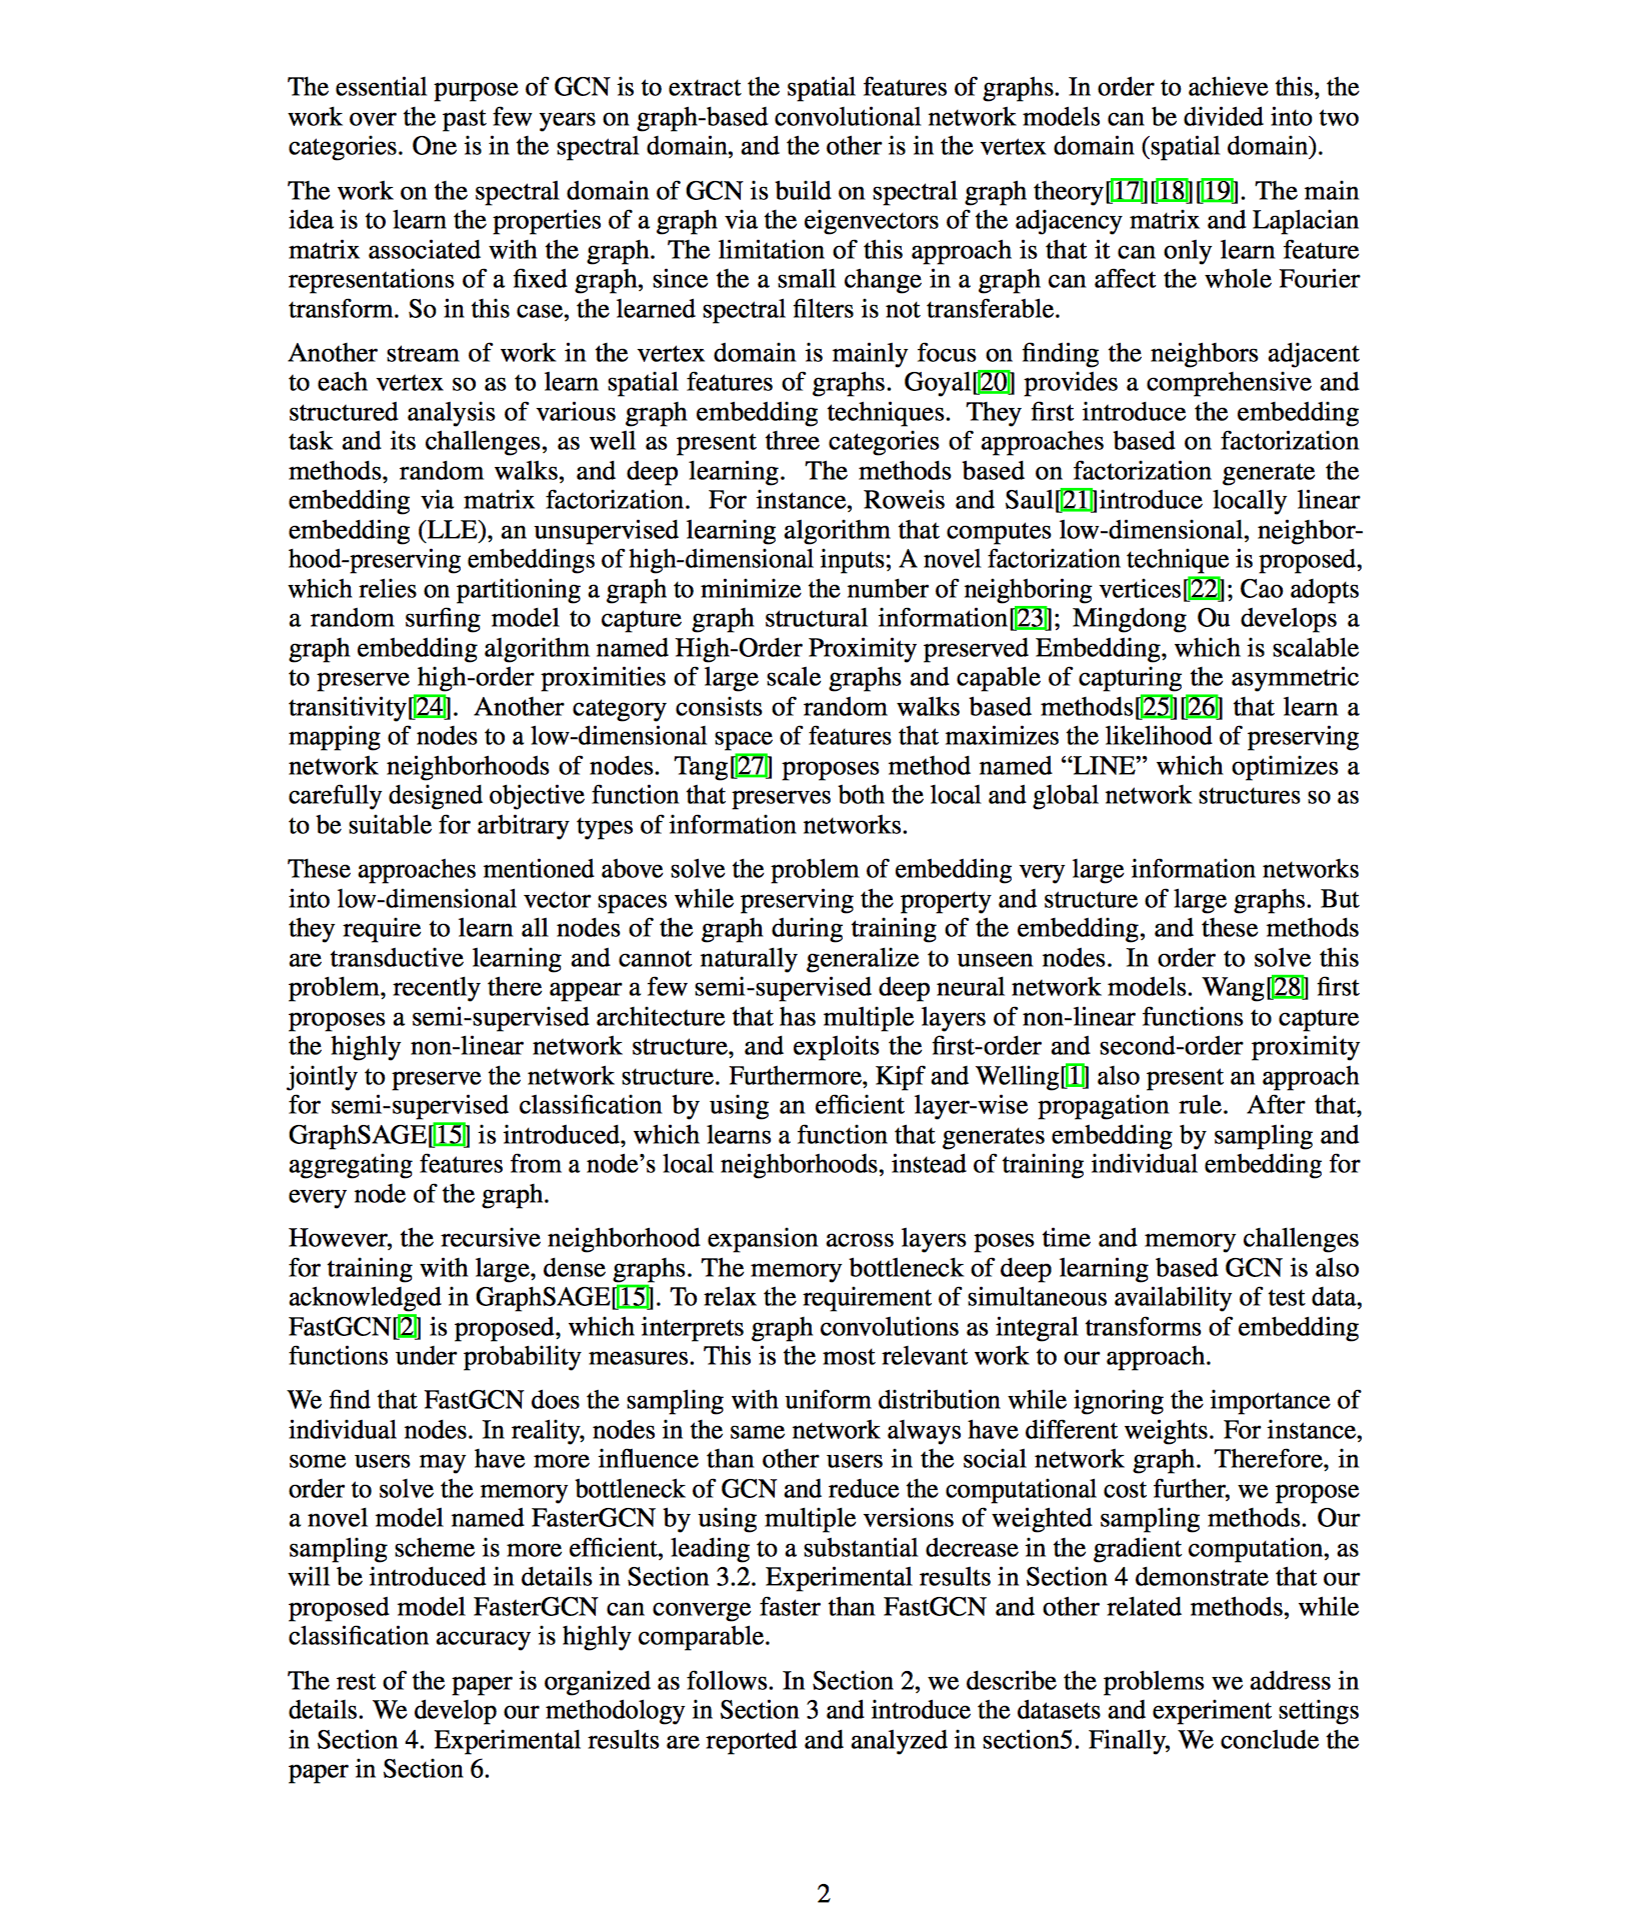 The essential purpose of GCN is to extract the spatial features of graphs. In order to achieve this, the
work over the past few years on graph-based convolutional network models can be divided into two
categories. One is in the spectral domain, and the other is in the vertex domain (spatial domain).
The work on the spectral domain of GCN is build on spectral graph theory[17][18][19]. The main
idea is to learn the properties of a graph via the eigenvectors of the adjacency matrix and Laplacian
matrix associated with the graph. The limitation of this approach is that it can only learn feature
representations of a fixed graph, since the a small change in a graph can affect the whole Fourier
transform. So in this case, the learned spectral filters is not transferable.
Another stream of work in the vertex domain is mainly focus on finding the neighbors adjacent
to each vertex so as to learn spatial features of graphs. Goyal[20] provides a comprehensive and
structured analysis of various graph embedding techniques. They first introduce the embedding
task and its challenges, as well as present three categories of approaches based on factorization
methods, random walks, and deep learning. The methods based on factorization generate the
embedding via matrix factorization. For instance, Roweis and Saul[21]introduce locally linear
embedding (LLE), an unsupervised learning algorithm that computes low-dimensional, neighbor-
hood-preserving embeddings of high-dimensional inputs; A novel factorization technique is proposed,
which relies on partitioning a graph to minimize the number of neighboring vertices[22]; Cao adopts
a random surfing model to capture graph structural information[23]; Mingdong Ou develops a
graph embedding algorithm named High-Order Proximity preserved Embedding, which is scalable
to preserve high-order proximities of large scale graphs and capable of capturing the asymmetric
transitivity[24]. Another category consists of random walks based methods[25][26] that learn a
mapping of nodes to a low-dimensional space of features that maximizes the likelihood of preserving
network neighborhoods of nodes. Tang[27] proposes method named “LINE” which optimizes a
carefully designed objective function that preserves both the local and global network structures so as
to be suitable for arbitrary types of information networks.
These approaches mentioned above solve the problem of embedding very large information networks
into low-dimensional vector spaces while preserving the property and structure of large graphs. But
they require to learn all nodes of the graph during training of the embedding, and these methods
are transductive learning and cannot naturally generalize to unseen nodes. In order to solve this
problem, recently there appear a few semi-supervised deep neural network models. Wang[28] first
proposes a semi-supervised architecture that has multiple layers of non-linear functions to capture
the highly non-linear network structure, and exploits the first-order and second-order proximity
jointly to preserve the network structure. Furthermore, Kipf and Welling[1] also present an approach
for semi-supervised classification by using an efficient layer-wise propagation rule. After that,
GraphSAGE[15] is introduced, which learns a function that generates embedding by sampling and
aggregating features from a node’s local neighborhoods, instead of training individual embedding for
every node of the graph.
However, the recursive neighborhood expansion across layers poses time and memory challenges
for training with large, dense graphs. The memory bottleneck of deep learning based GCN is also
acknowledged in GraphSAGE[15]. To relax the requirement of simultaneous availability of test data,
FastGCN[2] is proposed, which interprets graph convolutions as integral transforms of embedding
functions under probability measures. This is the most relevant work to our approach.
We find that FastGCN does the sampling with uniform distribution while ignoring the importance of
individual nodes. In reality, nodes in the same network always have different weights. For instance,
some users may have more influence than other users in the social network graph. Therefore, in
order to solve the memory bottleneck of GCN and reduce the computational cost further, we propose
a novel model named FasterGCN by using multiple versions of weighted sampling methods. Our
sampling scheme is more efficient, leading to a substantial decrease in the gradient computation, as
will be introduced in details in Section 3.2. Experimental results in Section 4 demonstrate that our
proposed model FasterGCN can converge faster than FastGCN and other related methods, while
classification accuracy is highly comparable.
The rest of the paper is organized as follows. In Section 2, we describe the problems we address in
details. We develop our methodology in Section 3 and introduce the datasets and experiment settings
in Section 4. Experimental results are reported and analyzed in section5. Finally, We conclude the
paper in Section 6.
2